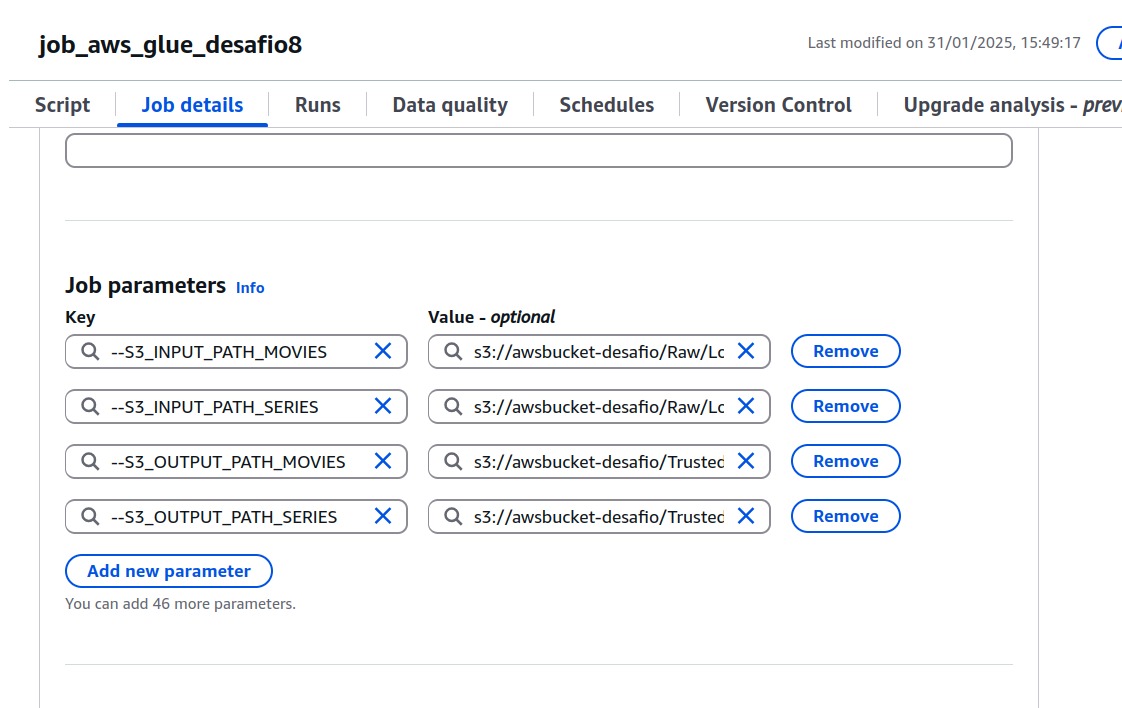 job_aws_glue_desafio8
Last modified on 31/01/2025, 15:49:17
Script Job details Runs Data quality Schedules Version Control Upgrade analysis - prev
Job parameters Info
Key Value - optional
--S3_INPUT_PATH_MOVIES s3://awsbucket-desafio/Raw/Lo
--S3_INPUT_PATH_SERIES s3://awsbucket-desafio/Raw/Lo
--S3_OUTPUT_PATH_MOVIES s3://awsbucket-desafio/Trusted
--S3_OUTPUT_PATH_SERIES s3://awsbucket-desafio/Trusted
Remove
Remove
Remove
Remove
Add new parameter
You can add 46 more parameters.